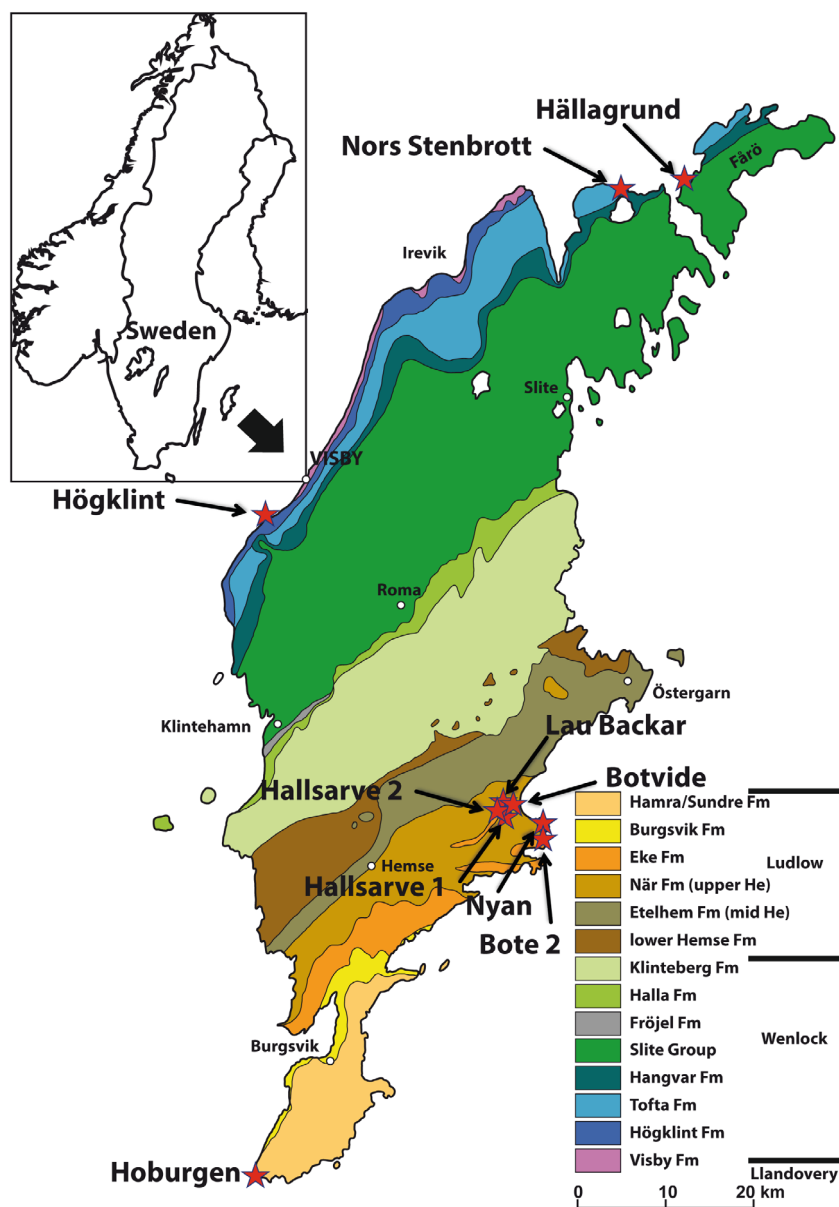 Hällagrund
Nors Stenbrott
Fårö
Irevik
Sweden
Slite
VISBY
Högklint
Roma
Östergarn
Klintehamn
Lau Backar
Hallsarve 2
Botvide
Hemse
Hallsarve 1
Nyan
Bote 2
Burgsvik
Hoburgen
Hamra/Sundre Fm
Burgsvik Fm
Eke Fm
När Fm (upper He)
Etelhem Fm (mid He)
lower Hemse Fm
Ludlow
Klinteberg Fm
Halla Fm
Fröjel Fm
Slite Group
Hangvar Fm
Tofta Fm
Högklint Fm
Visby Fm
Wenlock
Llandovery
0 10 20 km